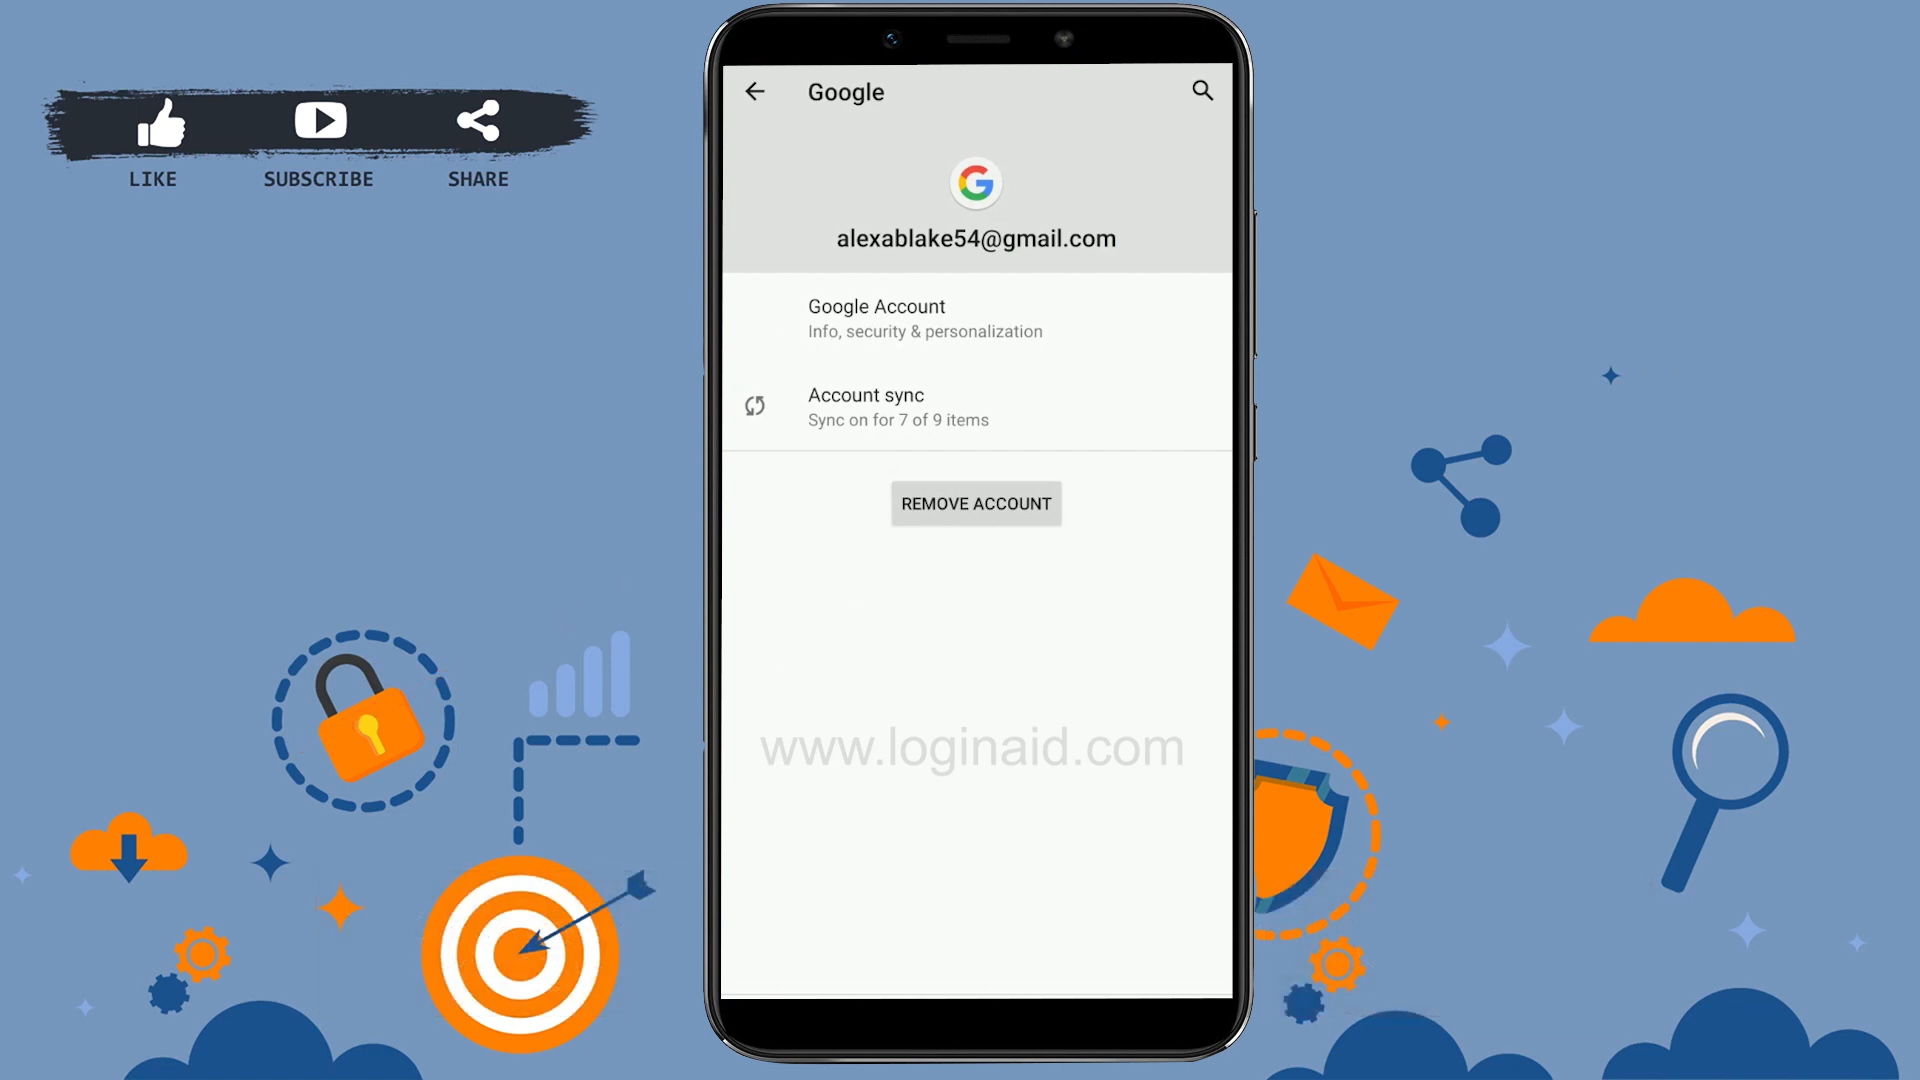 LIKE
SUBSCRIBE
SHARE
Google
alexablake54@gmail.com
Google Account
Info, security & personalization
Account sync
Sync on for 7 of 9 items
REMOVE ACCOUNT
www.loginaid.com